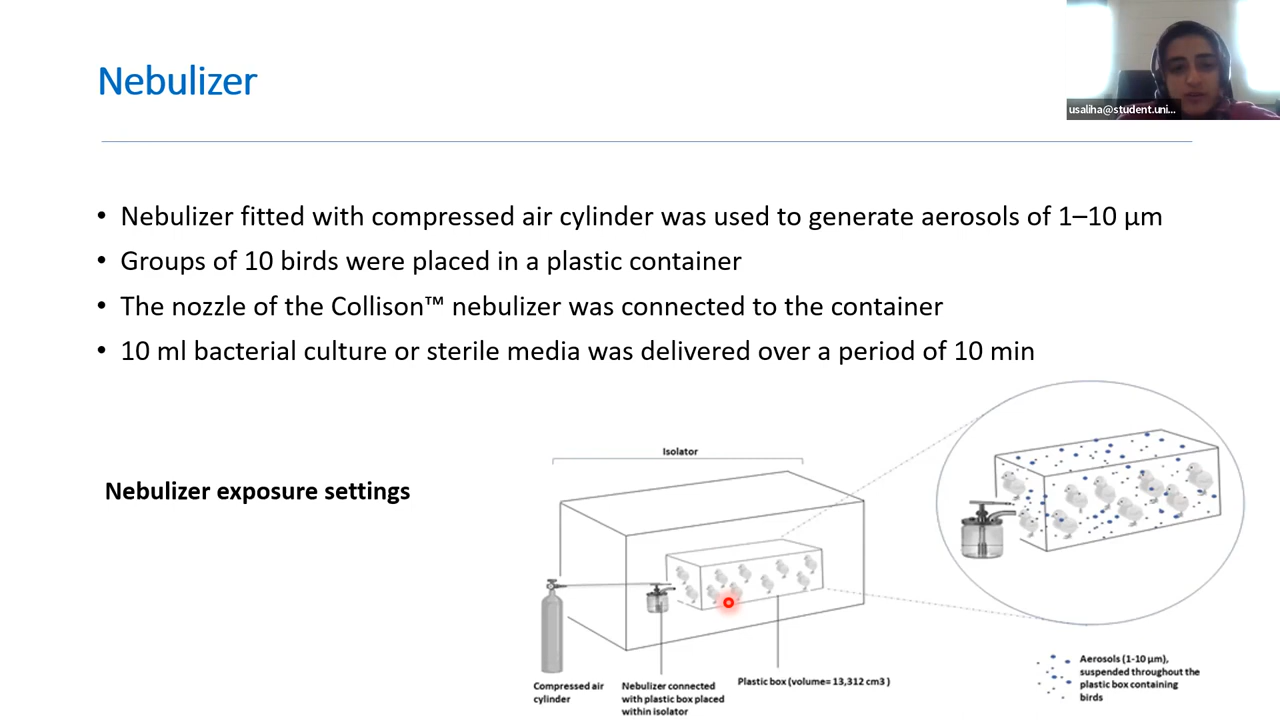 Nebulizer
usaliha@student.uni...
• Nebulizer fitted with compressed air cylinder was used to generate aerosols of 1–10 µm
• Groups of 10 birds were placed in a plastic container
• The nozzle of the Collison™ nebulizer was connected to the container
• 10 ml bacterial culture or sterile media was delivered over a period of 10 min
Nebulizer exposure settings
Isolator
Compressed air
cylinder
Nebulizer connected
with plastic box placed
within isolator
Plastic box (volume= 13,312 cm3 )
Aerosols (1-10 µm),
suspended throughout the
plastic box containing
birds